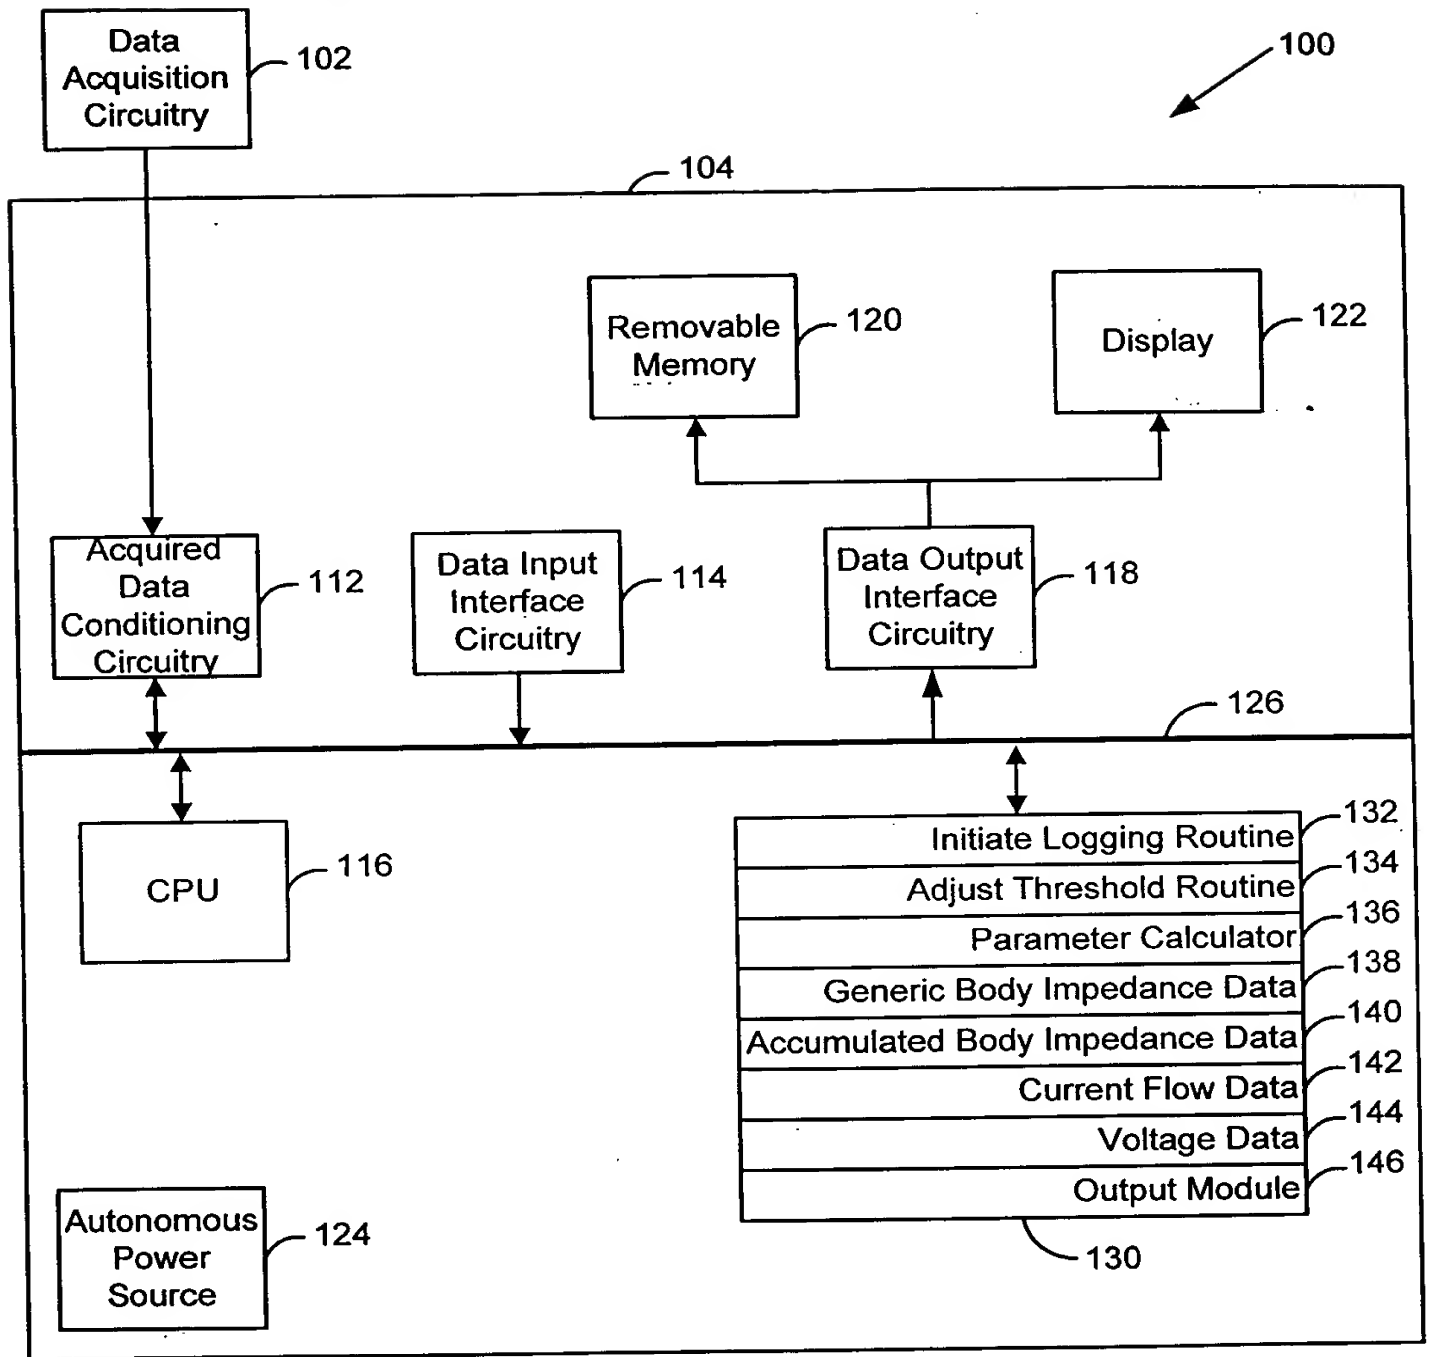 Data
Acquisition
Circuitry
102
100
104
Removable
Memory
120
Display
122
Acquired
Data
Conditioning
Circuitry
112
Data Input
Interface
Circuitry
114
Data Output
Interface
Circuitry
118
126
CPU
116
Initiate Logging Routine
132
Adjust Threshold Routine
134
Parameter Calculator
136
Generic Body Impedance Data
138
Accumulated Body Impedance Data
140
Current Flow Data
142
Voltage Data
144
Output Module
146
130
Autonomous
Power
Source
124